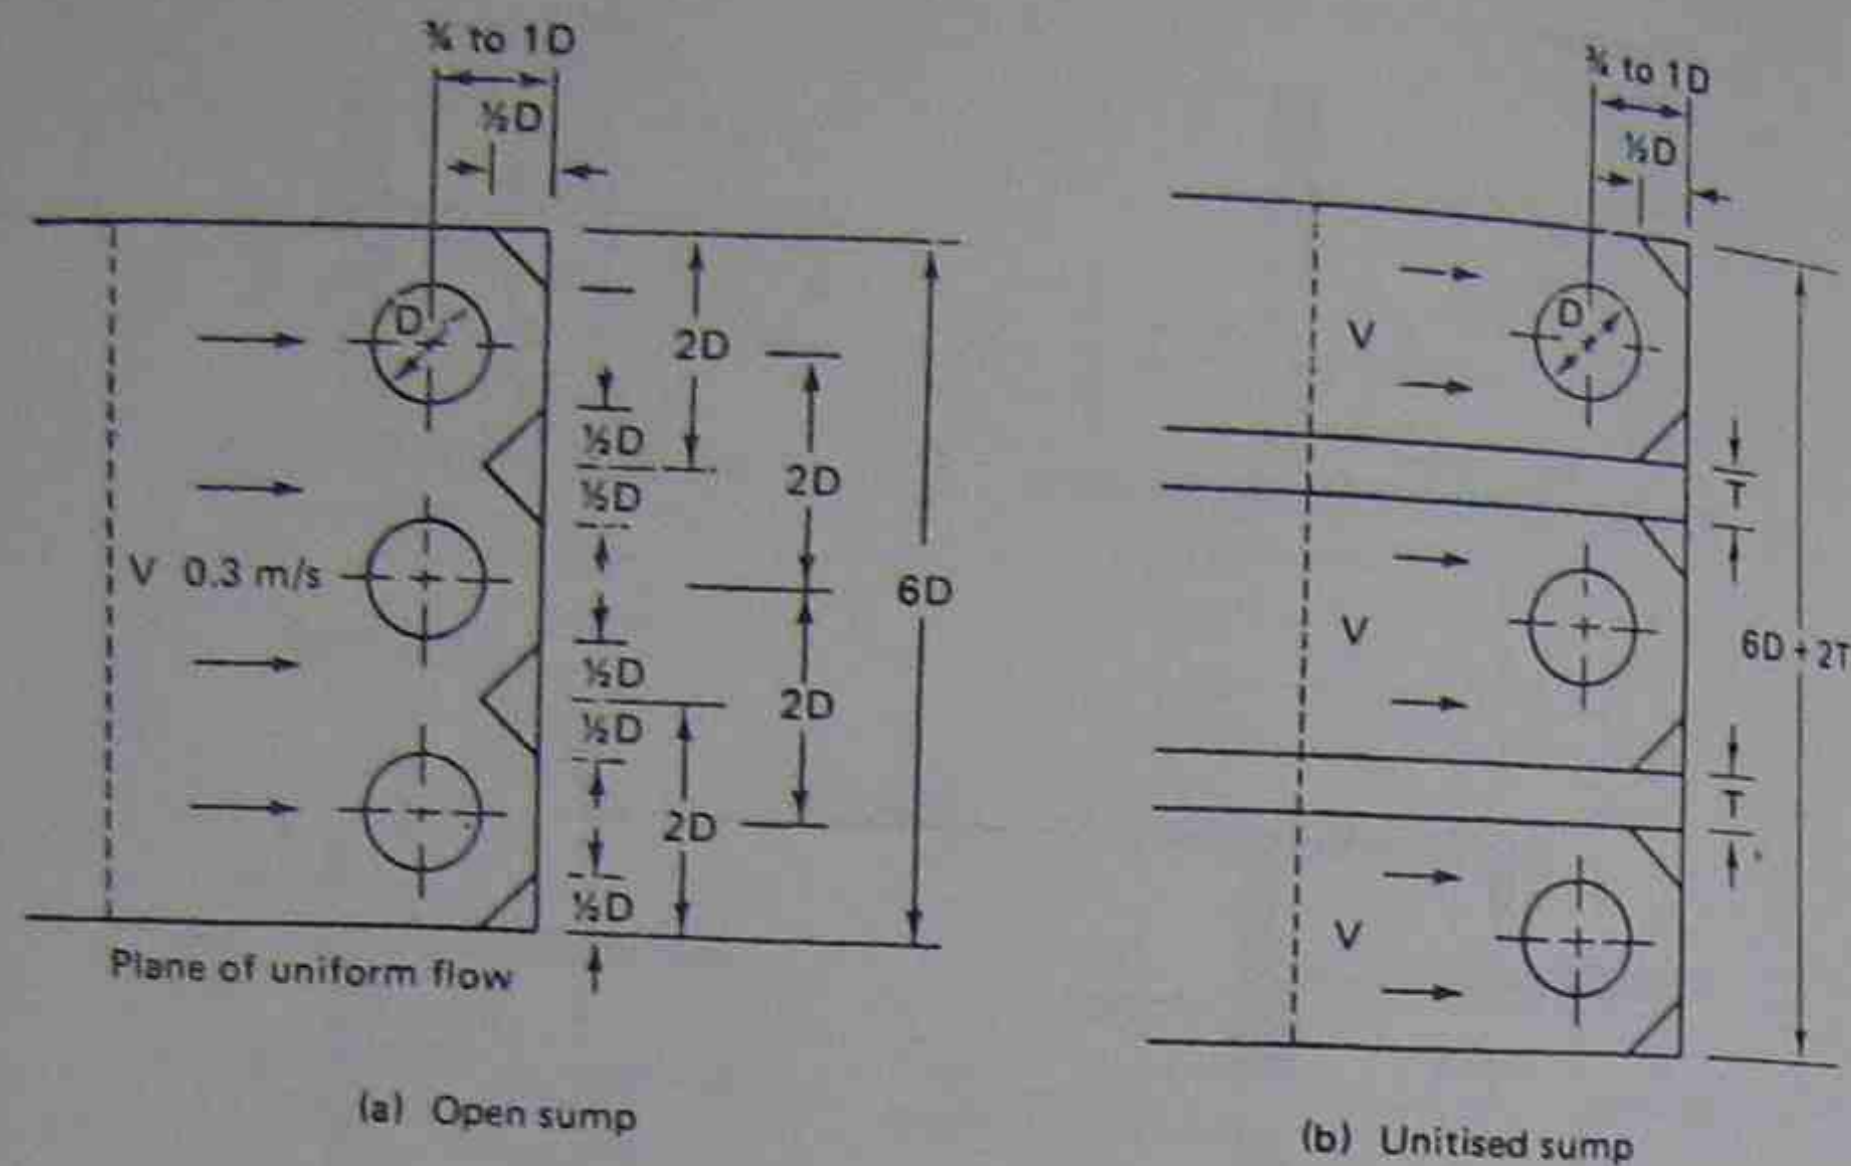 ¾ to 1D
½D
D
2D
½D
½D
2D
V 0.3 m/s
6D
½D
½D
2D
2D
½D
Plane of uniform flow
(a) Open sump
¾ to 1D
½D
D
V
T
V
6D + 2T
T
V
(b) Unitised sump